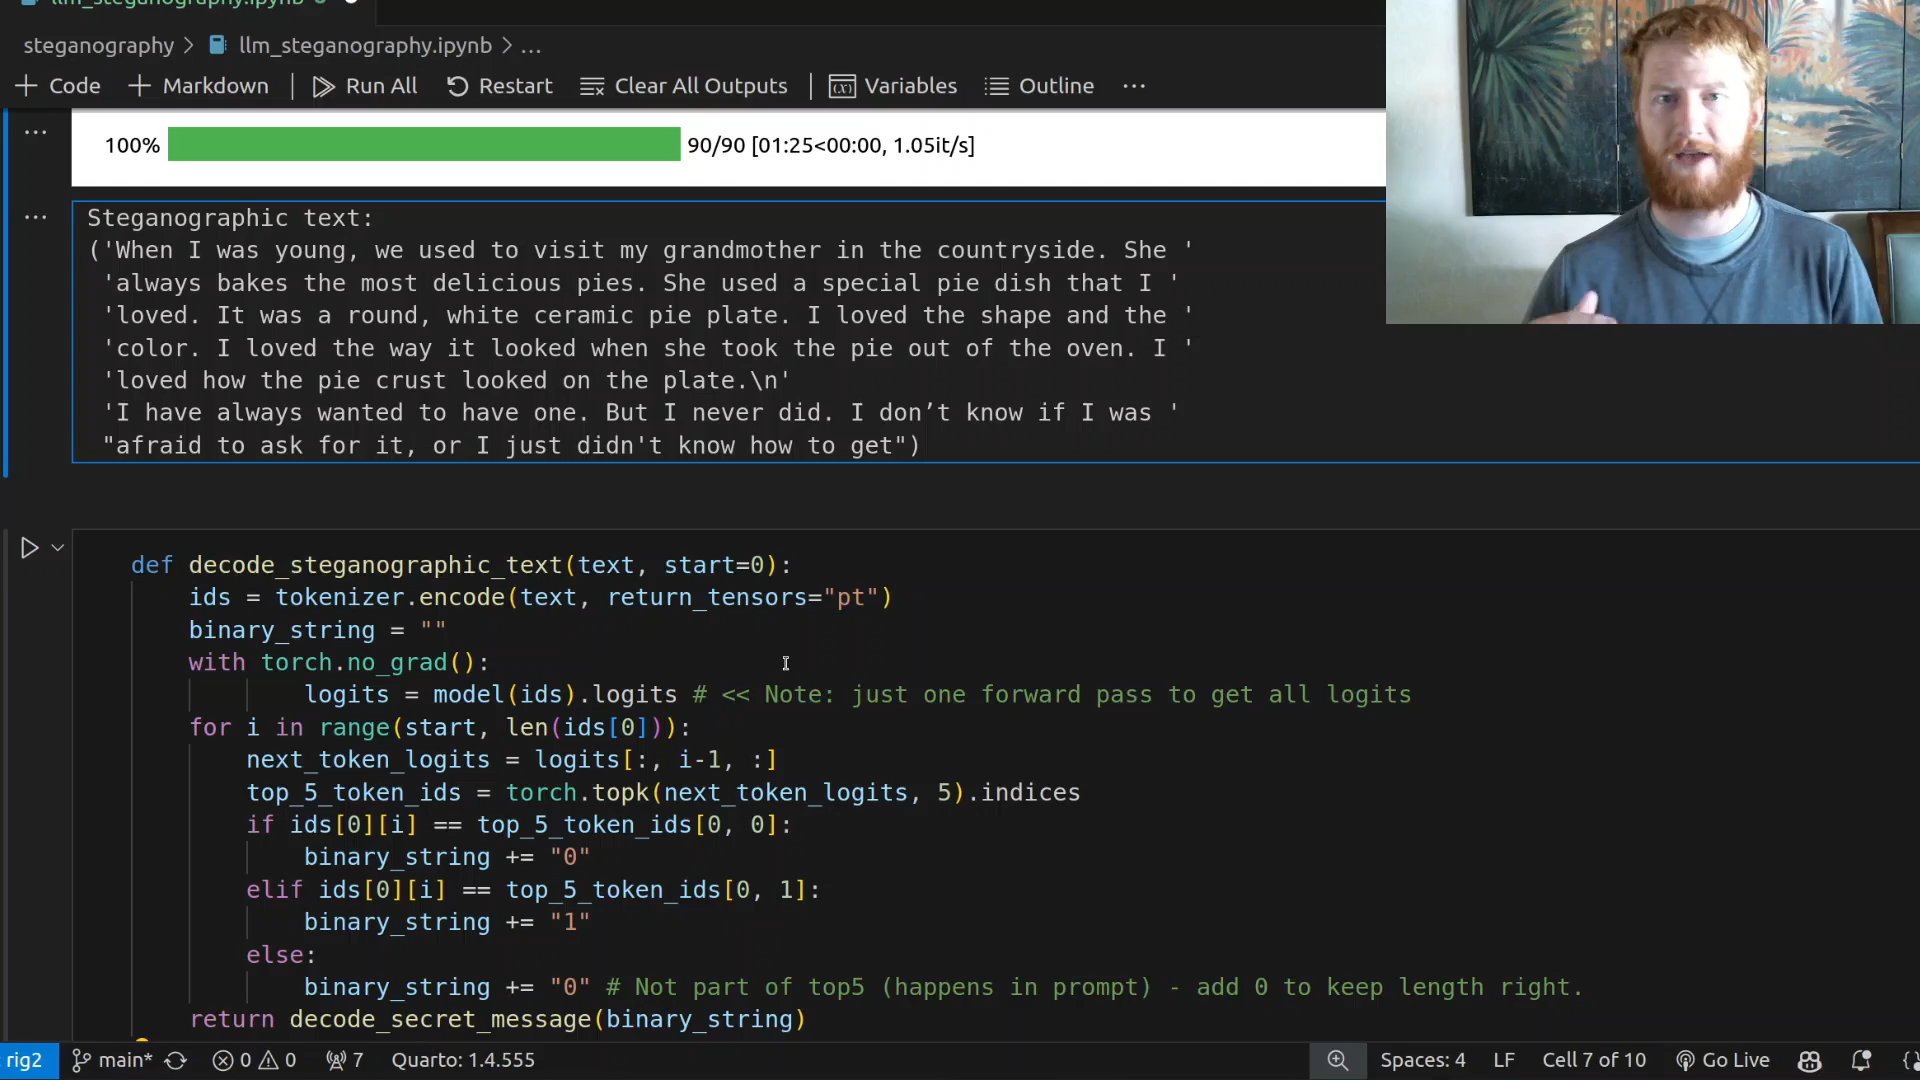 llm_steganography.ipynb
steganography > llm_steganography.ipynb > ...
+ Code + Markdown | Run All Restart Clear All Outputs | Variables Outline ...
100% 90/90 [01:25<00:00, 1.05it/s]
Steganographic text:
('When I was young, we used to visit my grandmother in the countryside. She '
'always bakes the most delicious pies. She used a special pie dish that I '
'loved. It was a round, white ceramic pie plate. I loved the shape and the '
'color. I loved the way it looked when she took the pie out of the oven. I '
'loved how the pie crust looked on the plate.\n'
'I have always wanted to have one. But I never did. I don’t know if I was '
"afraid to ask for it, or I just didn't know how to get")
def decode_steganographic_text(text, start=0):
ids = tokenizer.encode(text, return_tensors="pt")
binary_string = ""
with torch.no_grad():
logits = model(ids).logits # << Note: just one forward pass to get all logits
for i in range(start, len(ids[0])):
next_token_logits = logits[:, i-1, :]
top_5_token_ids = torch.topk(next_token_logits, 5).indices
if ids[0][i] == top_5_token_ids[0, 0]:
binary_string += "0"
elif ids[0][i] == top_5_token_ids[0, 1]:
binary_string += "1"
else:
binary_string += "0" # Not part of top5 (happens in prompt) - add 0 to keep length right.
return decode_secret_message(binary_string)
rig2 main* 0 0 7 Quarto: 1.4.555 Spaces: 4 LF Cell 7 of 10 Go Live